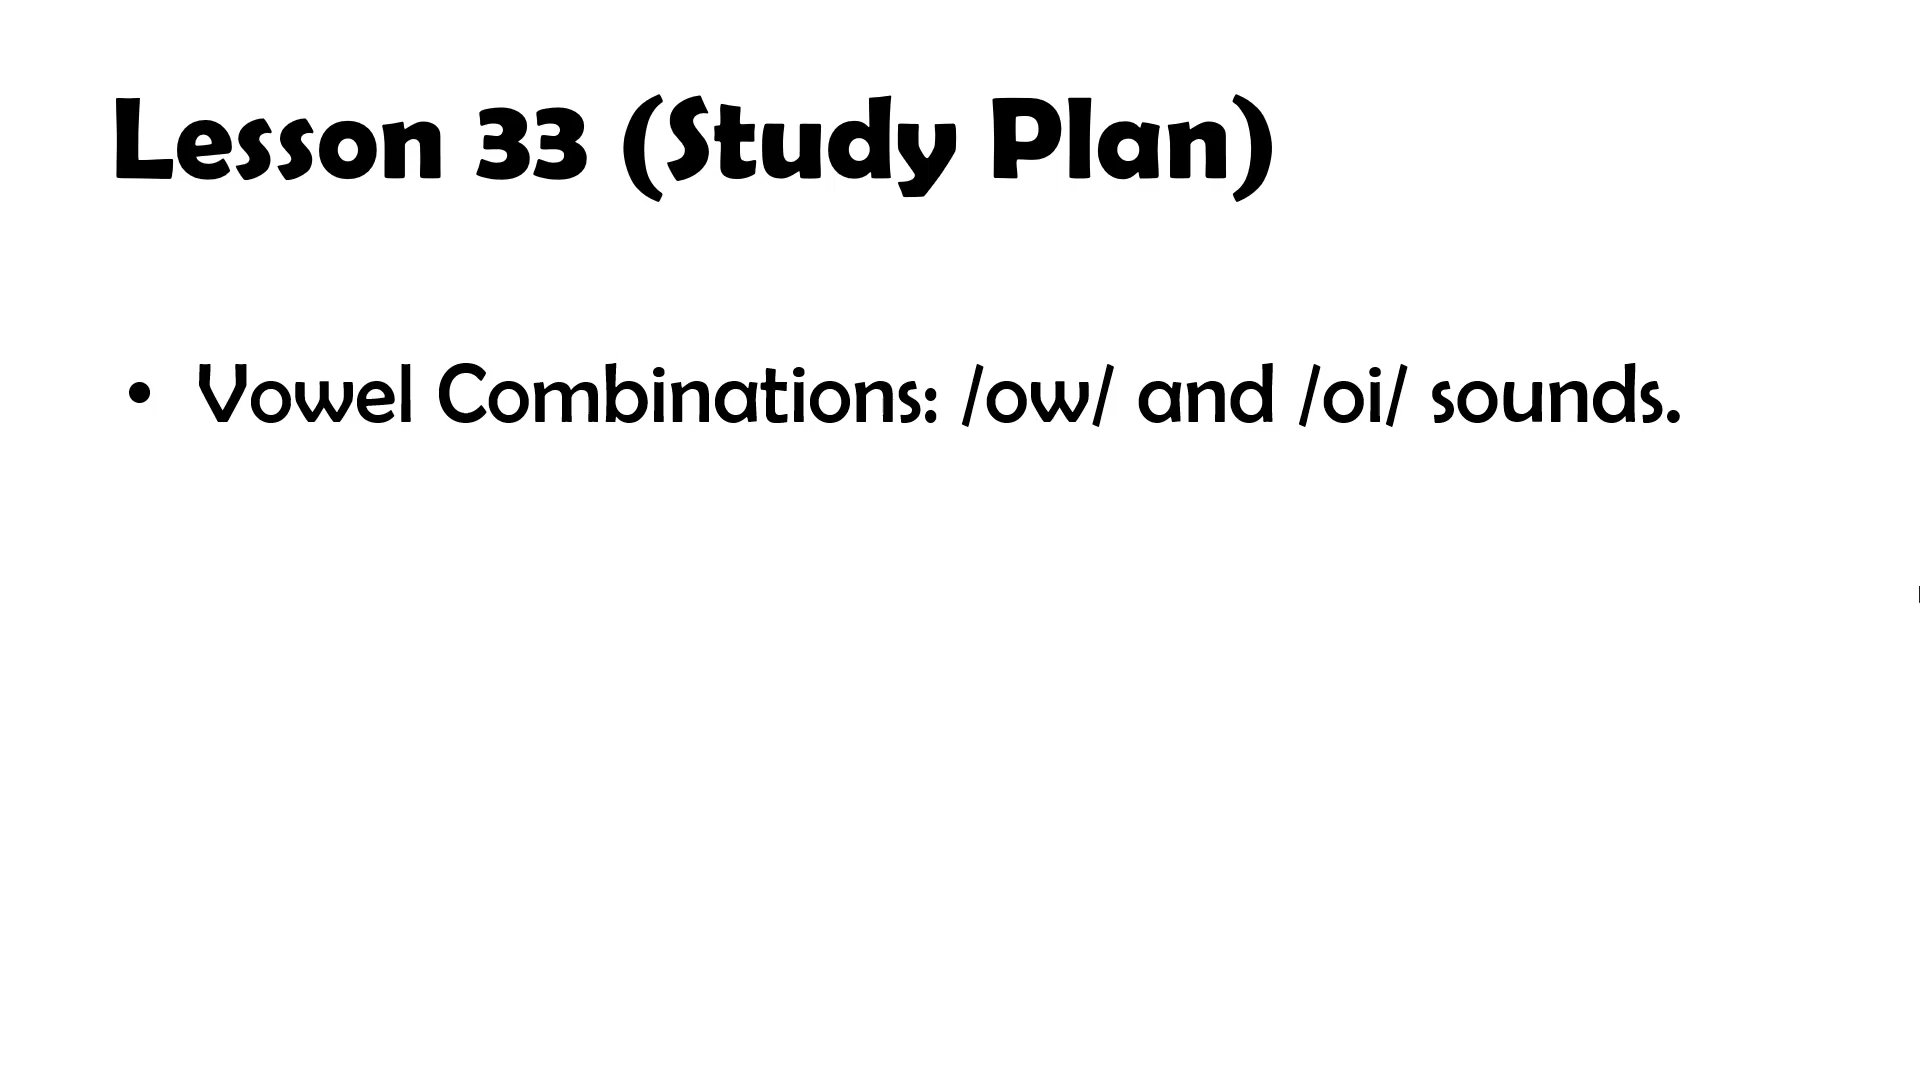 Lesson 33 (Study Plan)
• Vowel Combinations: /ow/ and /oi/ sounds.